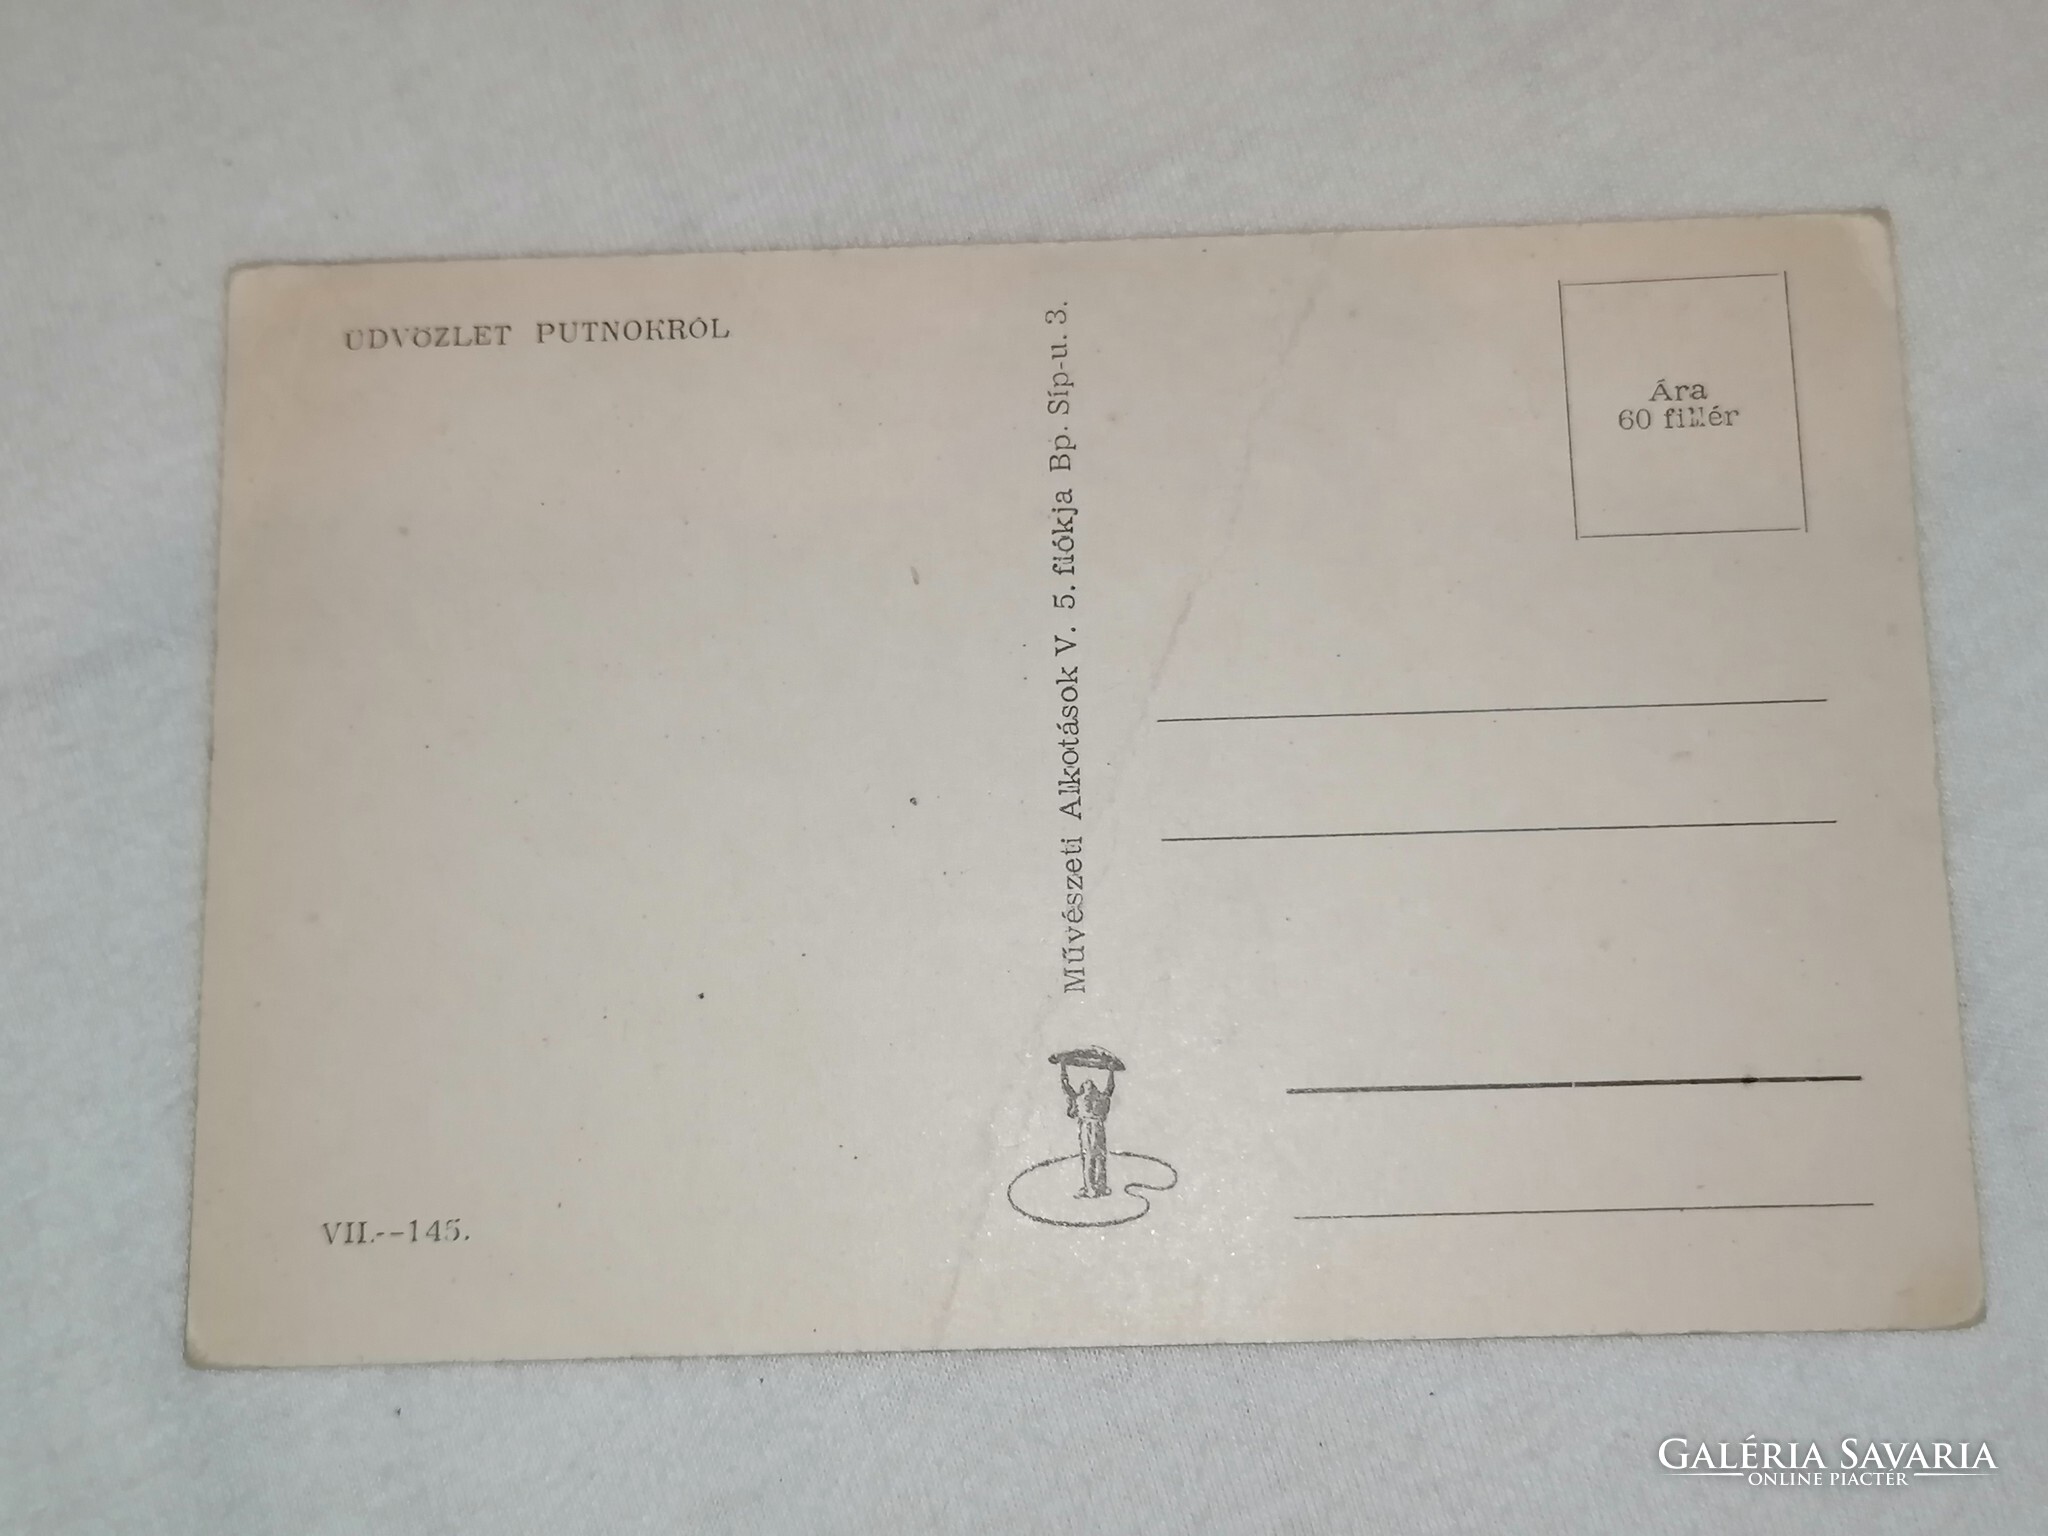 ÜDVÖZLET PUTNOKRÓL
Művészeti Alkotások V. 5. fiókja Bp. Síp-u. 3.
Ára
60 fillér
VII.--145.
GALÉRIA SAVARIA
ONLINE PIACTÉR